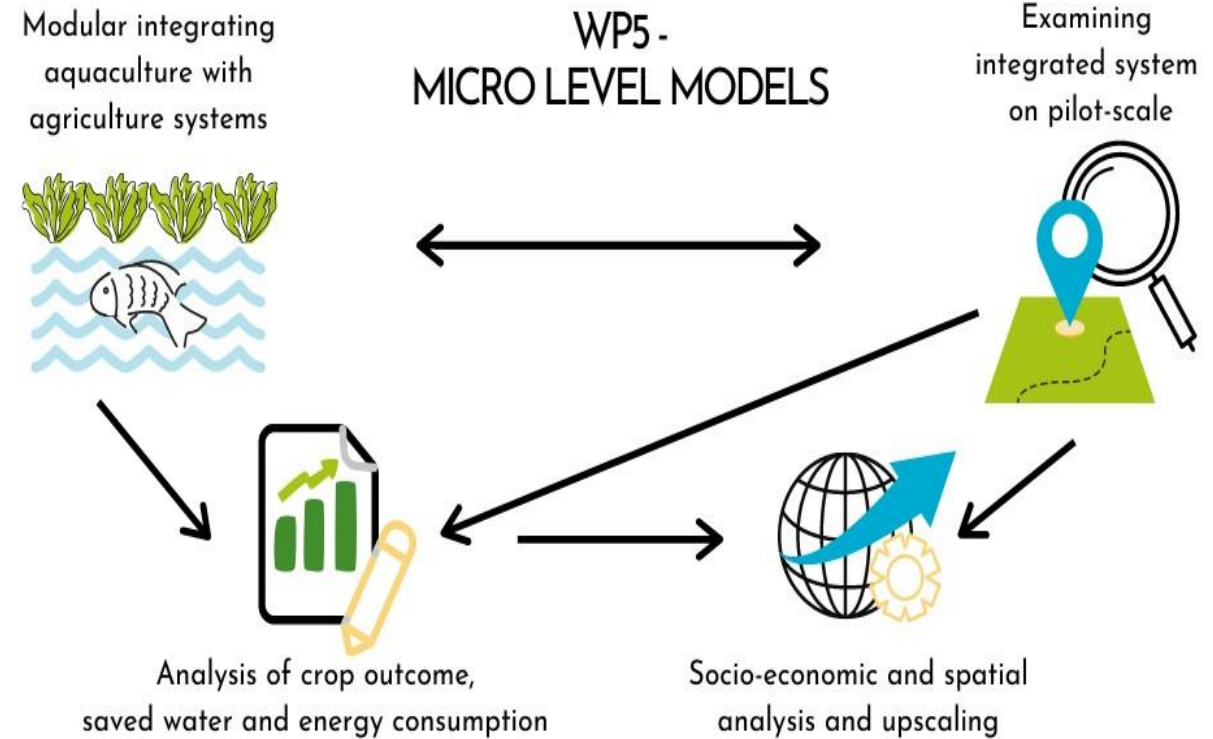 Modular integrating
aquaculture with
agriculture systems
WP5 -
MICRO LEVEL MODELS
Examining
integrated system
on pilot-scale
Analysis of crop outcome,
saved water and energy consumption
Socio-economic and spatial
analysis and upscaling